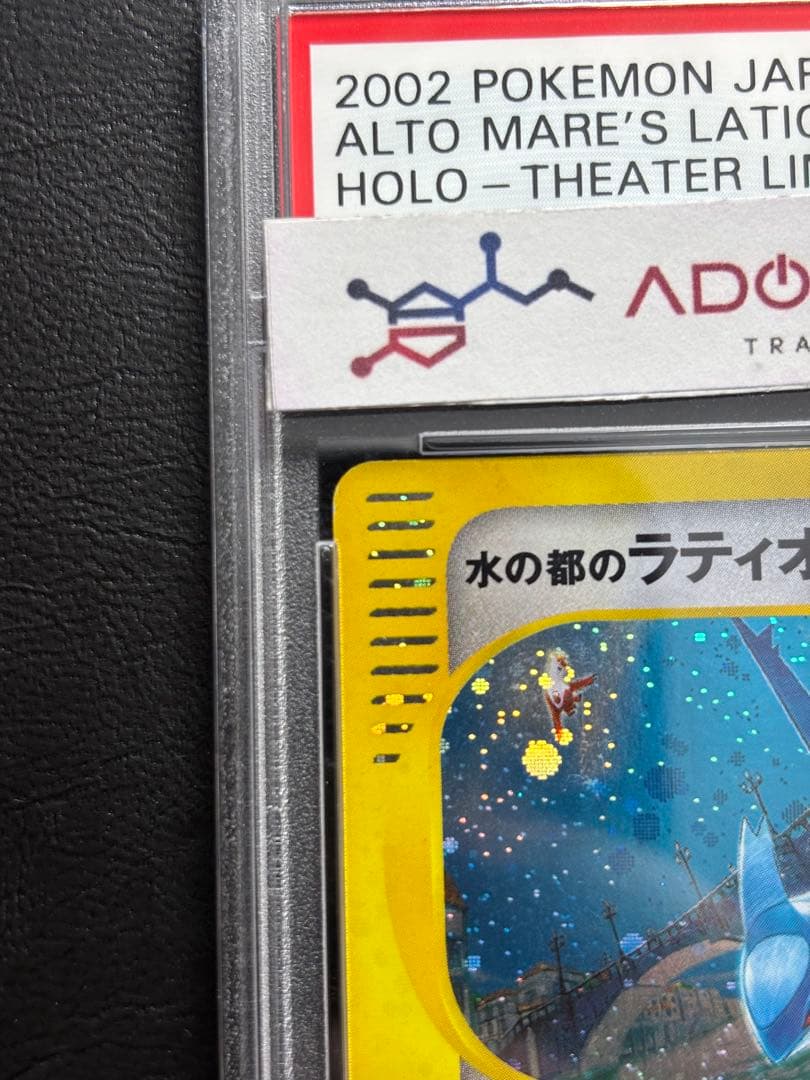 2002 POKEMON JAP
ALTO MARE'S LATIO
HOLO – THEATER LIM
ADO
TRA
水の都のラティオ